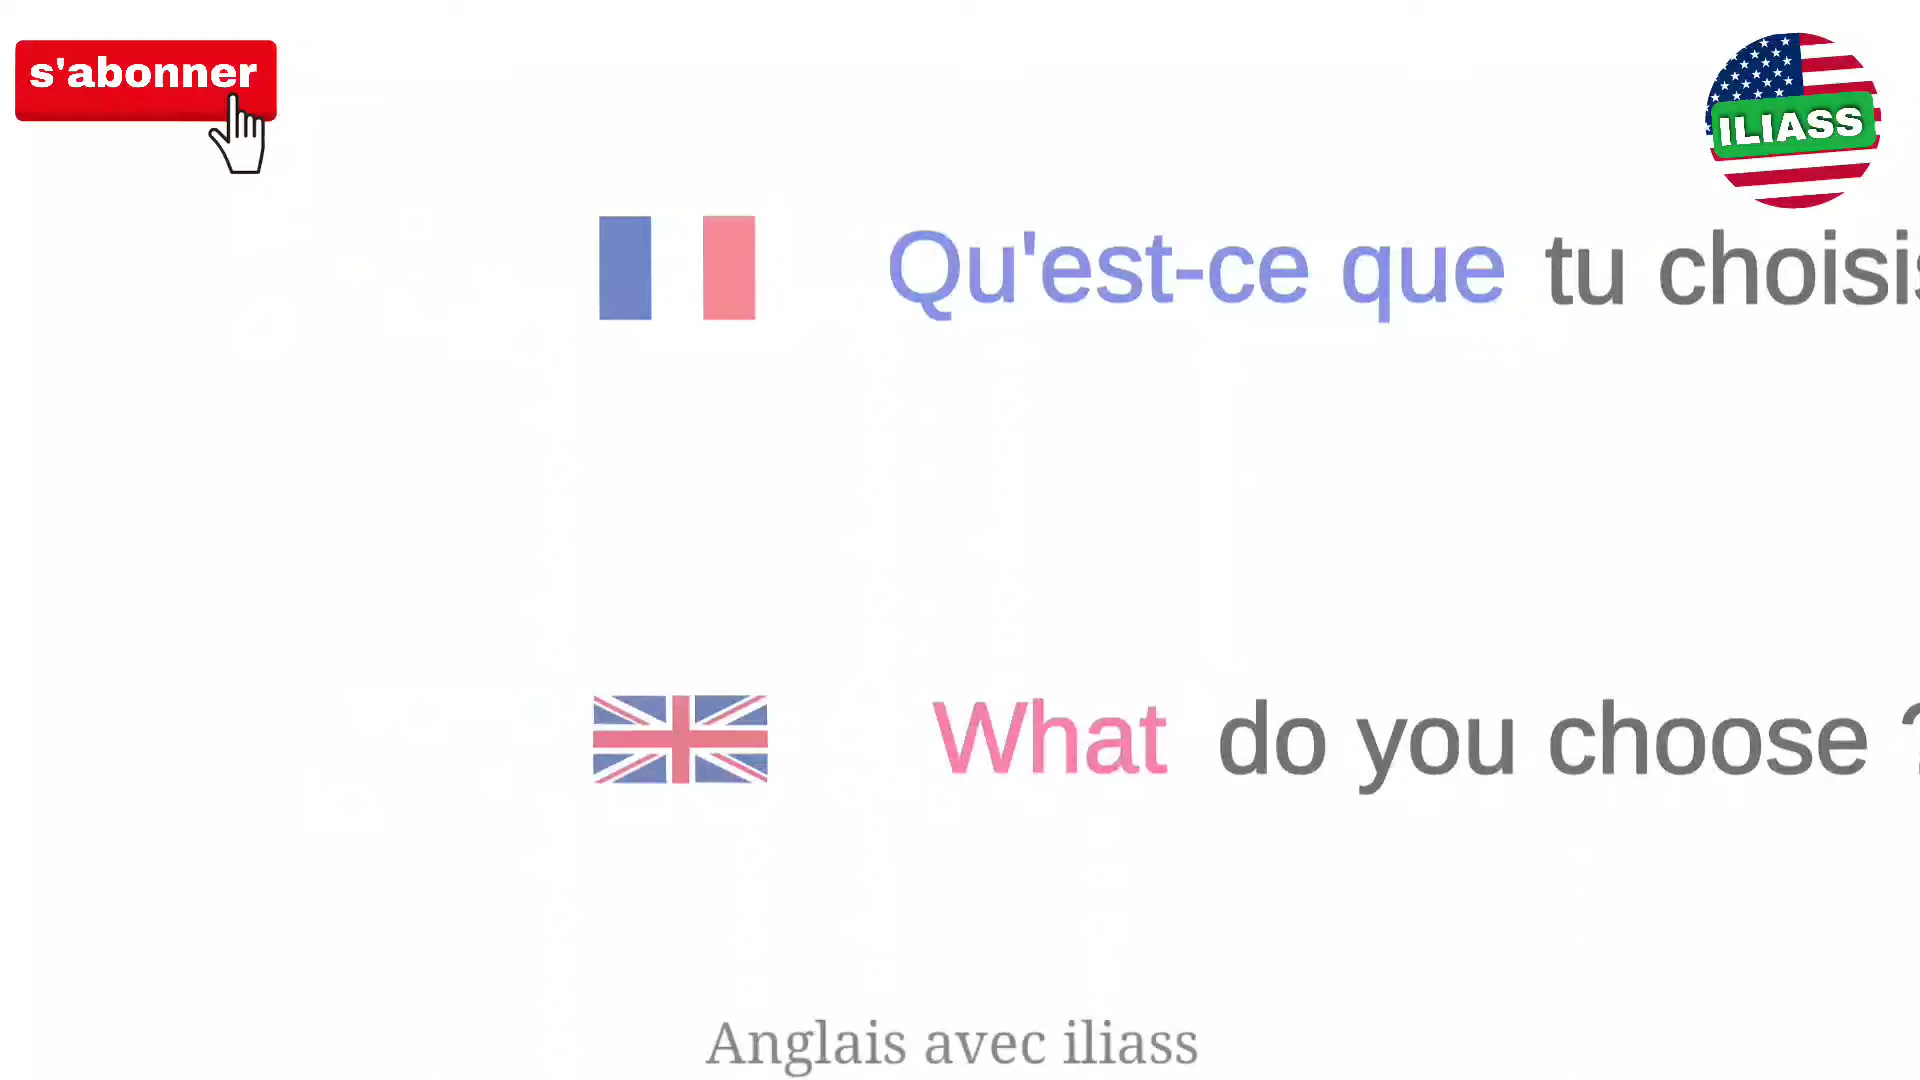 s'abonner
ILIASS
Qu'est-ce que tu choisis
What do you choose ?
Anglais avec iliass